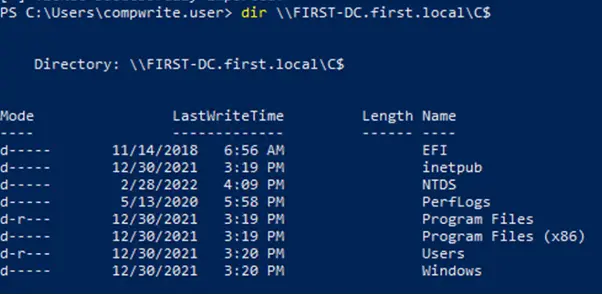 PS C:\Users\compwrite.user> dir \\FIRST-DC.first.local\C$
Directory: \\FIRST-DC.first.local\C$
Mode LastWriteTime Length Name
---- ------------- ------ ----
d----- 11/14/2018 6:56 AM EFI
d----- 12/30/2021 3:19 PM inetpub
d----- 2/28/2022 4:09 PM NTDS
d----- 5/13/2020 5:58 PM PerfLogs
d-r--- 12/30/2021 3:19 PM Program Files
d----- 12/30/2021 3:19 PM Program Files (x86)
d-r--- 12/30/2021 3:20 PM Users
d----- 12/30/2021 3:20 PM Windows